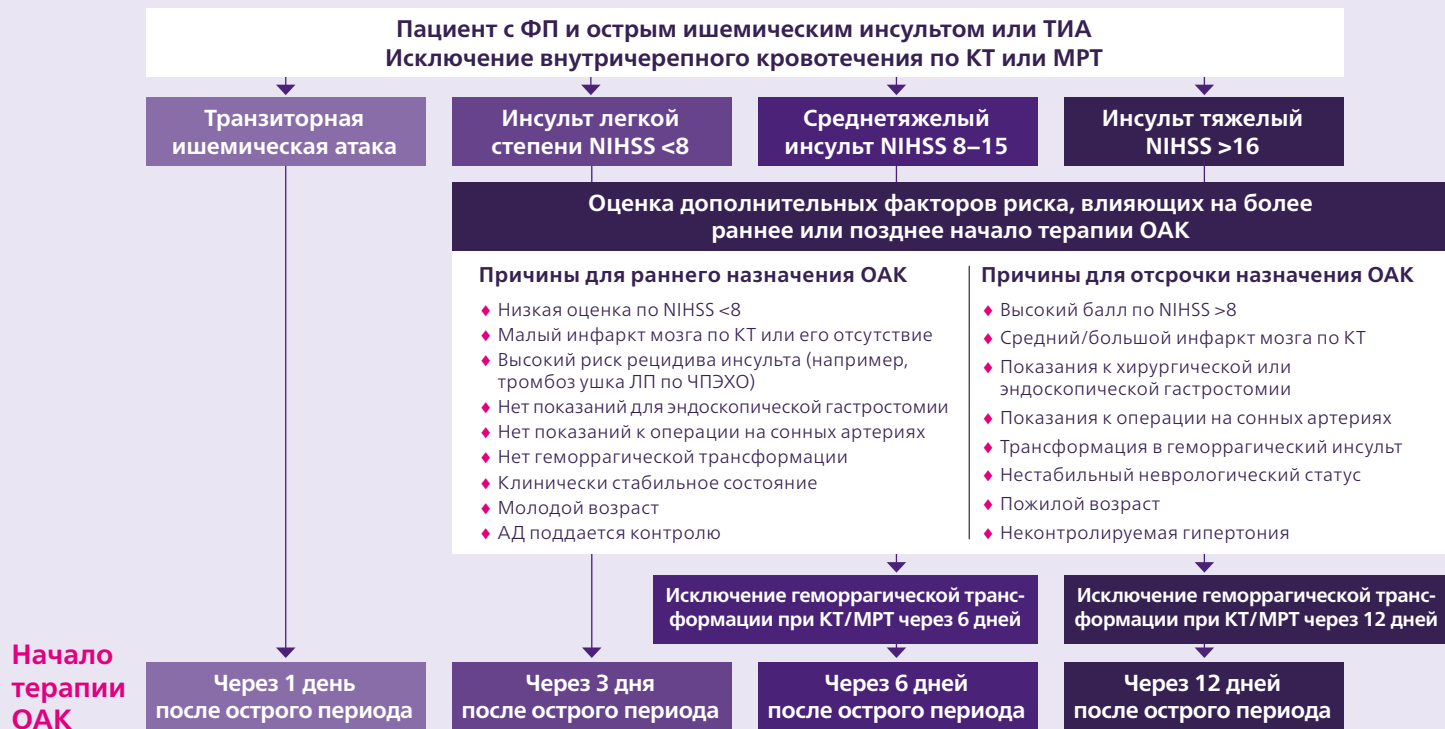 Пациент с ФП и острым ишемическим инсультом или ТИА
Исключение внутричерепного кровотечения по КТ или МРТ
Транзиторная
ишемическая атака
Инсульт легкой
степени NIHSS <8
Среднетяжелый
инсульт NIHSS 8–15
Инсульт тяжелый
NIHSS >16
Оценка дополнительных факторов риска, влияющих на более
раннее или позднее начало терапии ОАК
Причины для раннего назначения ОАК
♦ Низкая оценка по NIHSS <8
♦ Малый инфаркт мозга по КТ или его отсутствие
♦ Высокий риск рецидива инсульта (например,
тромбоз ушка ЛП по ЧПЭХО)
♦ Нет показаний для эндоскопической гастростомии
♦ Нет показаний к операции на сонных артериях
♦ Нет геморрагической трансформации
♦ Клинически стабильное состояние
♦ Молодой возраст
♦ АД поддается контролю
Причины для отсрочки назначения ОАК
♦ Высокий балл по NIHSS >8
♦ Средний/большой инфаркт мозга по КТ
♦ Показания к хирургической или
эндоскопической гастростомии
♦ Показания к операции на сонных артериях
♦ Трансформация в геморрагический инсульт
♦ Нестабильный неврологический статус
♦ Пожилой возраст
♦ Неконтролируемая гипертония
Исключение геморрагической транс-
формации при КТ/МРТ через 6 дней
Исключение геморрагической транс-
формации при КТ/МРТ через 12 дней
Начало
терапии
ОАК
Через 1 день
после острого периода
Через 3 дня
после острого периода
Через 6 дней
после острого периода
Через 12 дней
после острого периода